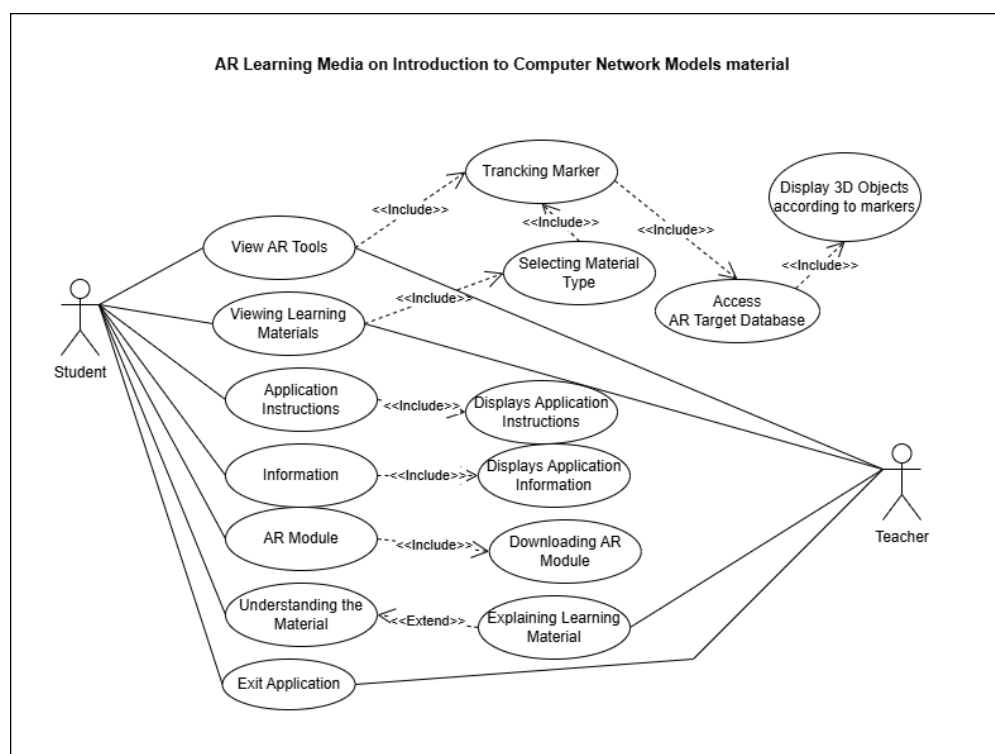 AR Learning Media on Introduction to Computer Network Models material
Trancking Marker
Display 3D Objects
according to markers
<<Include>>
<<Include>>
<<Include>>
View AR Tools
Selecting Material
Type
<<Include>>
<<Include>>
Access
AR Target Database
Viewing Learning
Materials
Student
Application
Instructions
<<Include>>
Displays Application
Instructions
Information
<<Include>>
Displays Application
Information
AR Module
<<Include>>
Downloading AR
Module
Teacher
Understanding the
Material
<<Extend>>
Explaining Learning
Material
Exit Application